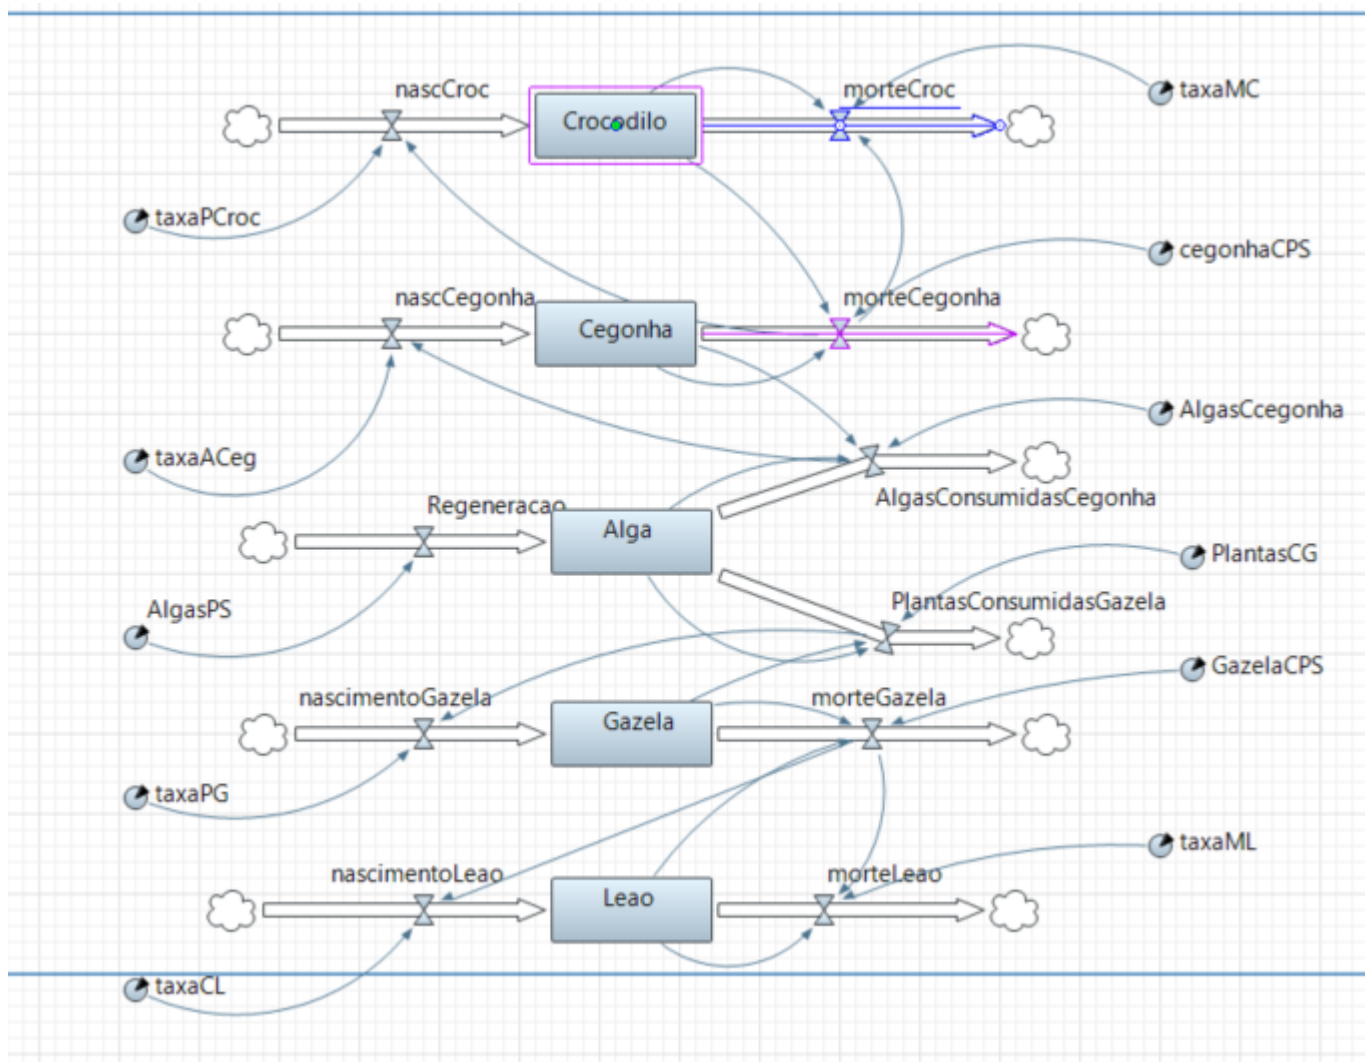 nascCroc
Crocodilo
morteCroc
taxaMC
taxaPCroc
cegonhaCPS
nascCegonha
Cegonha
morteCegonha
AlgasCcegonha
taxaACeg
Regeneracao
Alga
AlgasConsumidasCegonha
PlantasCG
AlgasPS
PlantasConsumidasGazela
GazelaCPS
nascimentoGazela
Gazela
morteGazela
taxaPG
taxaML
nascimentoLeao
Leao
morteLeao
taxaCL